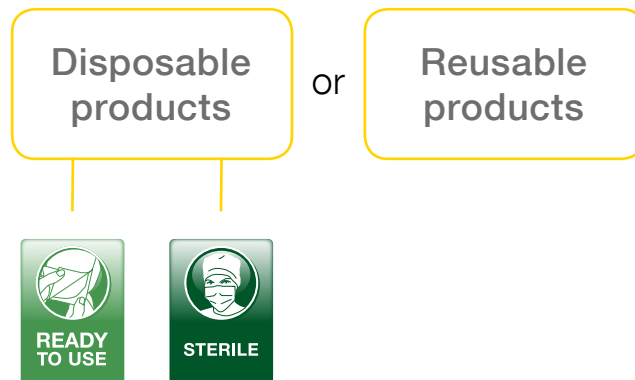 Disposable
products
or
Reusable
products
READY
TO USE
STERILE